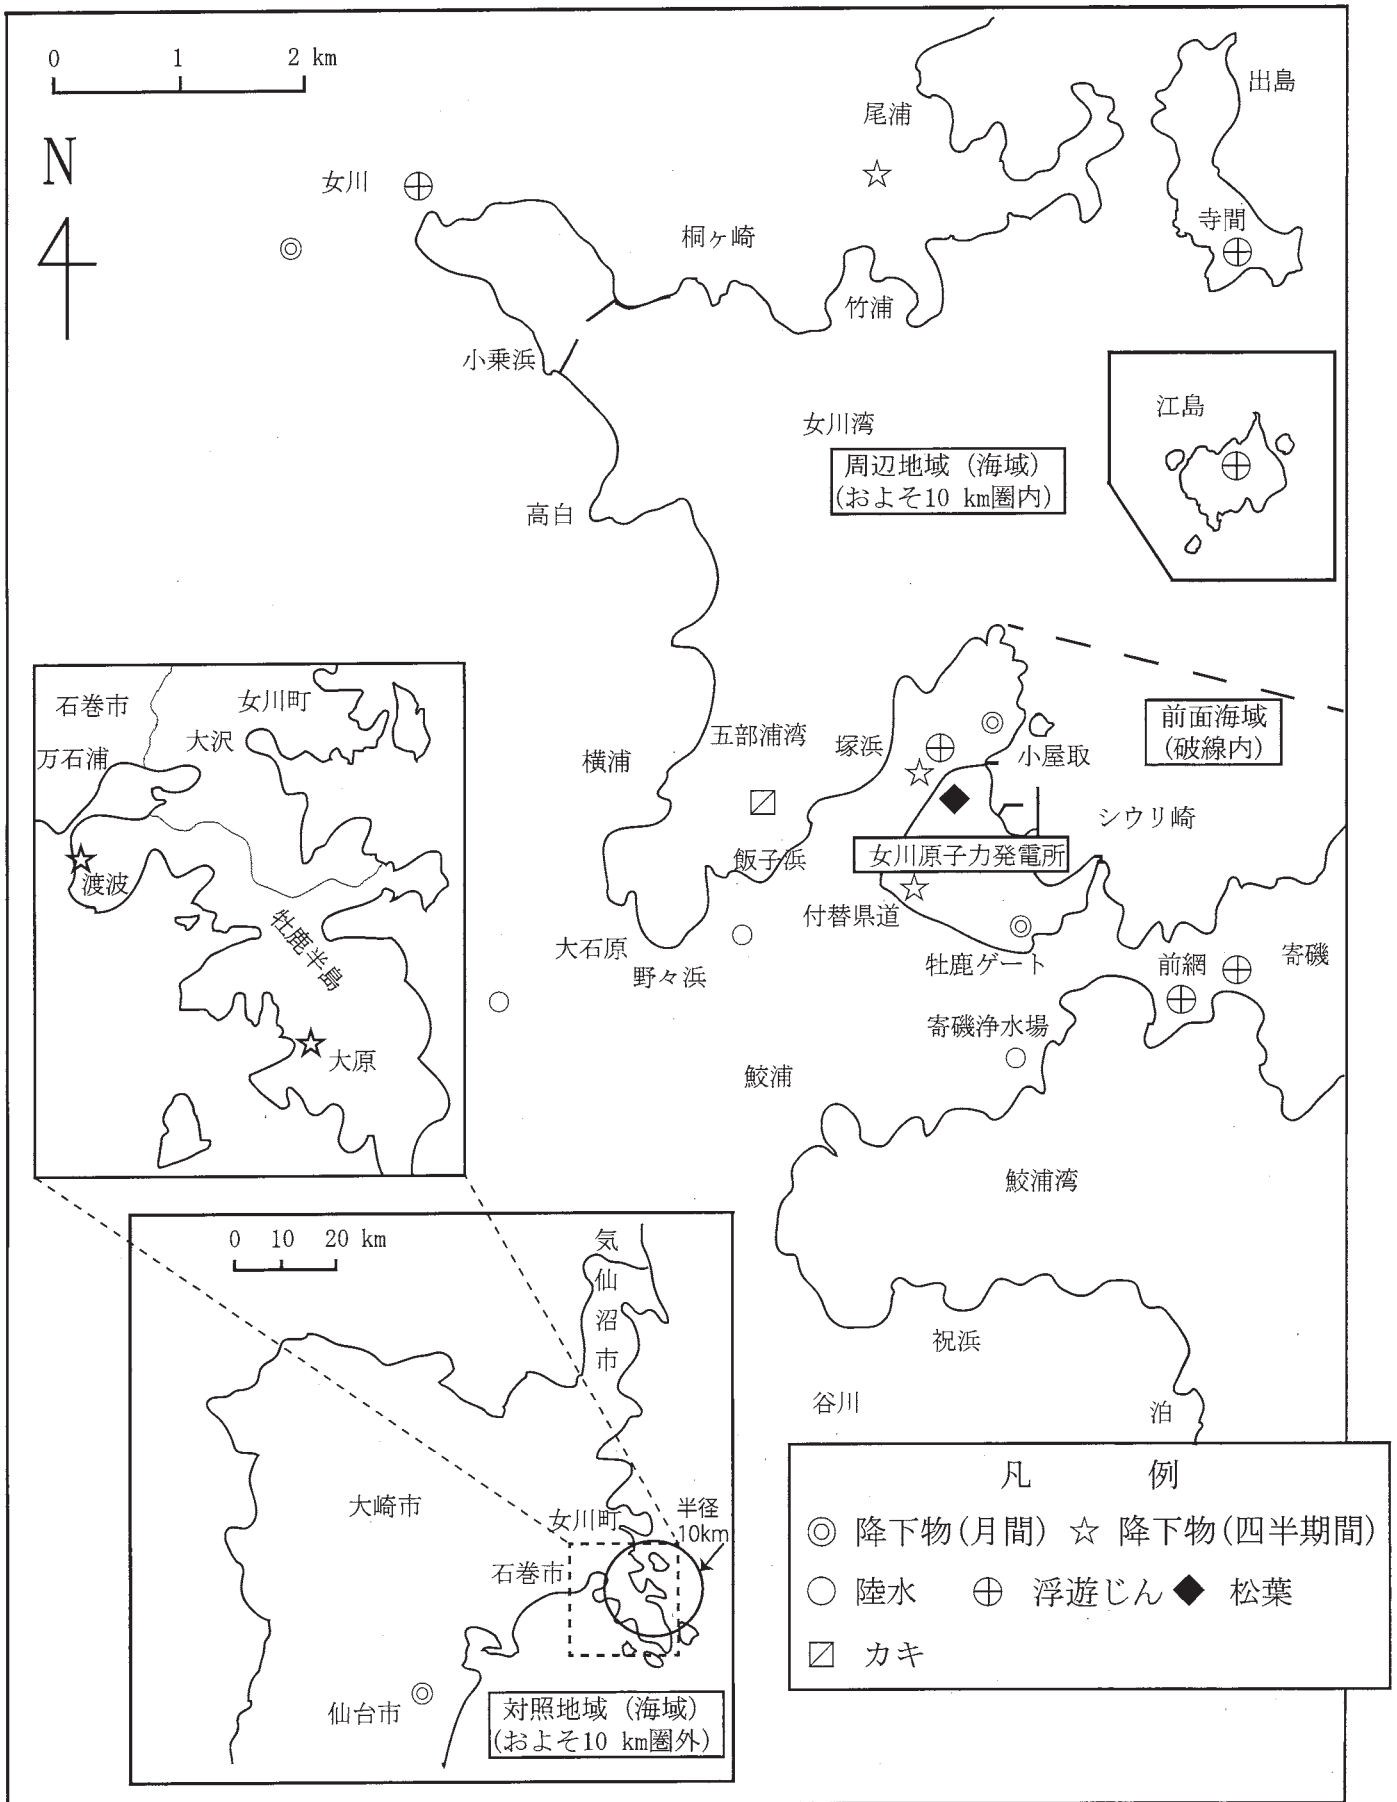 0 1 2 km
N
出島
尾浦
女川
寺間
桐ヶ崎
竹浦
小乗浜
江島
女川湾
周辺地域 (海域)
(およそ10 km圏内)
高白
石巻市
女川町
大沢
万石浦
渡波
牡鹿半島
大原
前面海域
(破線内)
五部浦湾
塚浜
横浦
小屋取
シウリ崎
飯子浜
女川原子力発電所
付替県道
大石原
野々浜
牡鹿ゲート
前網
寄磯
寄磯浄水場
鮫浦
鮫浦湾
祝浜
谷川
泊
0 10 20 km
気仙沼市
大崎市
女川町
半径
10km
石巻市
仙台市
対照地域 (海域)
(およそ10 km圏外)
凡 例
◎ 降下物(月間) ☆ 降下物(四半期間)
○ 陸水 ⊕ 浮遊じん ◆ 松葉
⍁ カキ